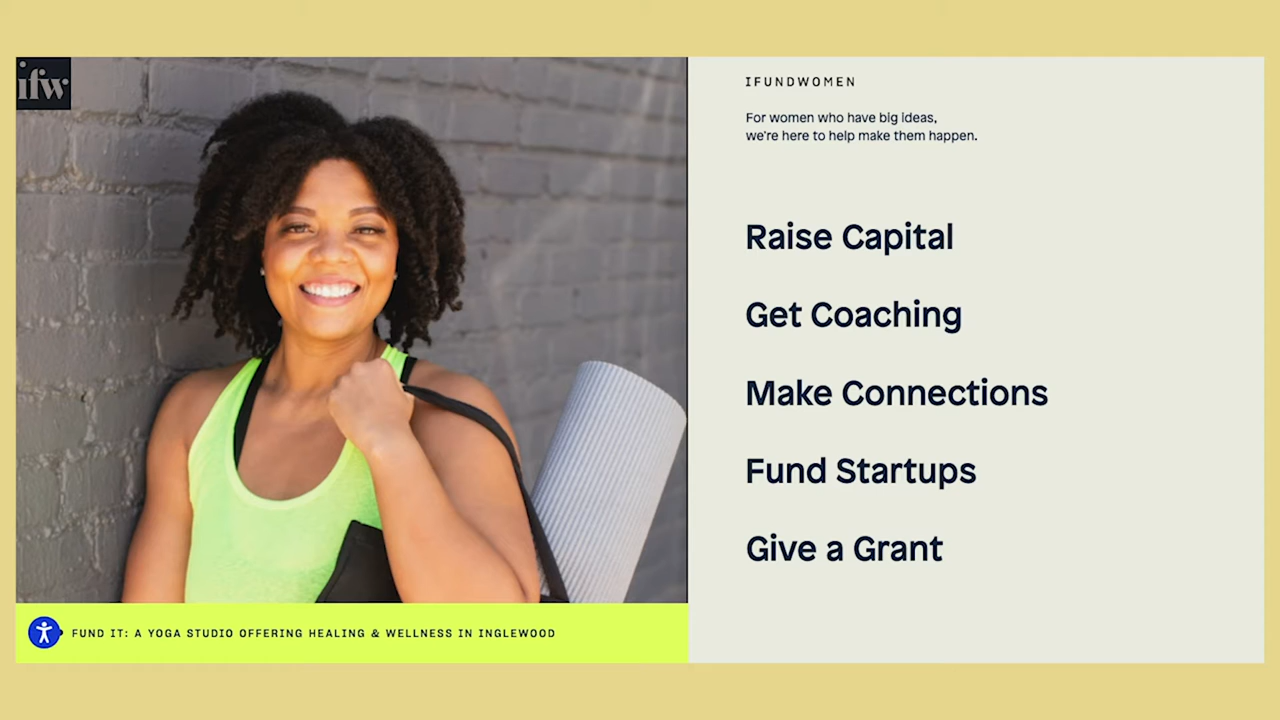 ifw
IFUNDWOMEN
For women who have big ideas,
we're here to help make them happen.
Raise Capital
Get Coaching
Make Connections
Fund Startups
Give a Grant
FUND IT: A YOGA STUDIO OFFERING HEALING & WELLNESS IN INGLEWOOD